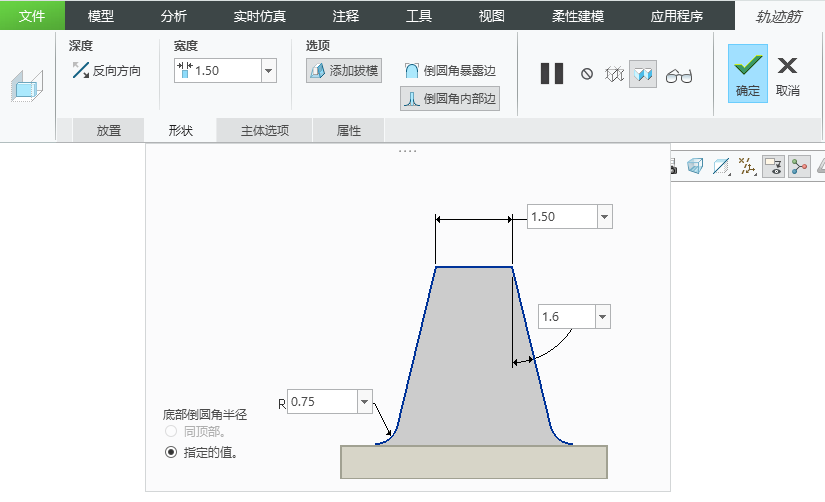 文件 模型 分析 实时仿真 注释 工具 视图 柔性建模 应用程序 轨迹筋
深度 宽度 选项
反向方向 1.50 添加拔模 倒圆角暴露边
倒圆角内部边
确定 取消
放置 形状 主体选项 属性
1.50
1.6
R 0.75
底部倒圆角半径
同顶部。
指定的值。